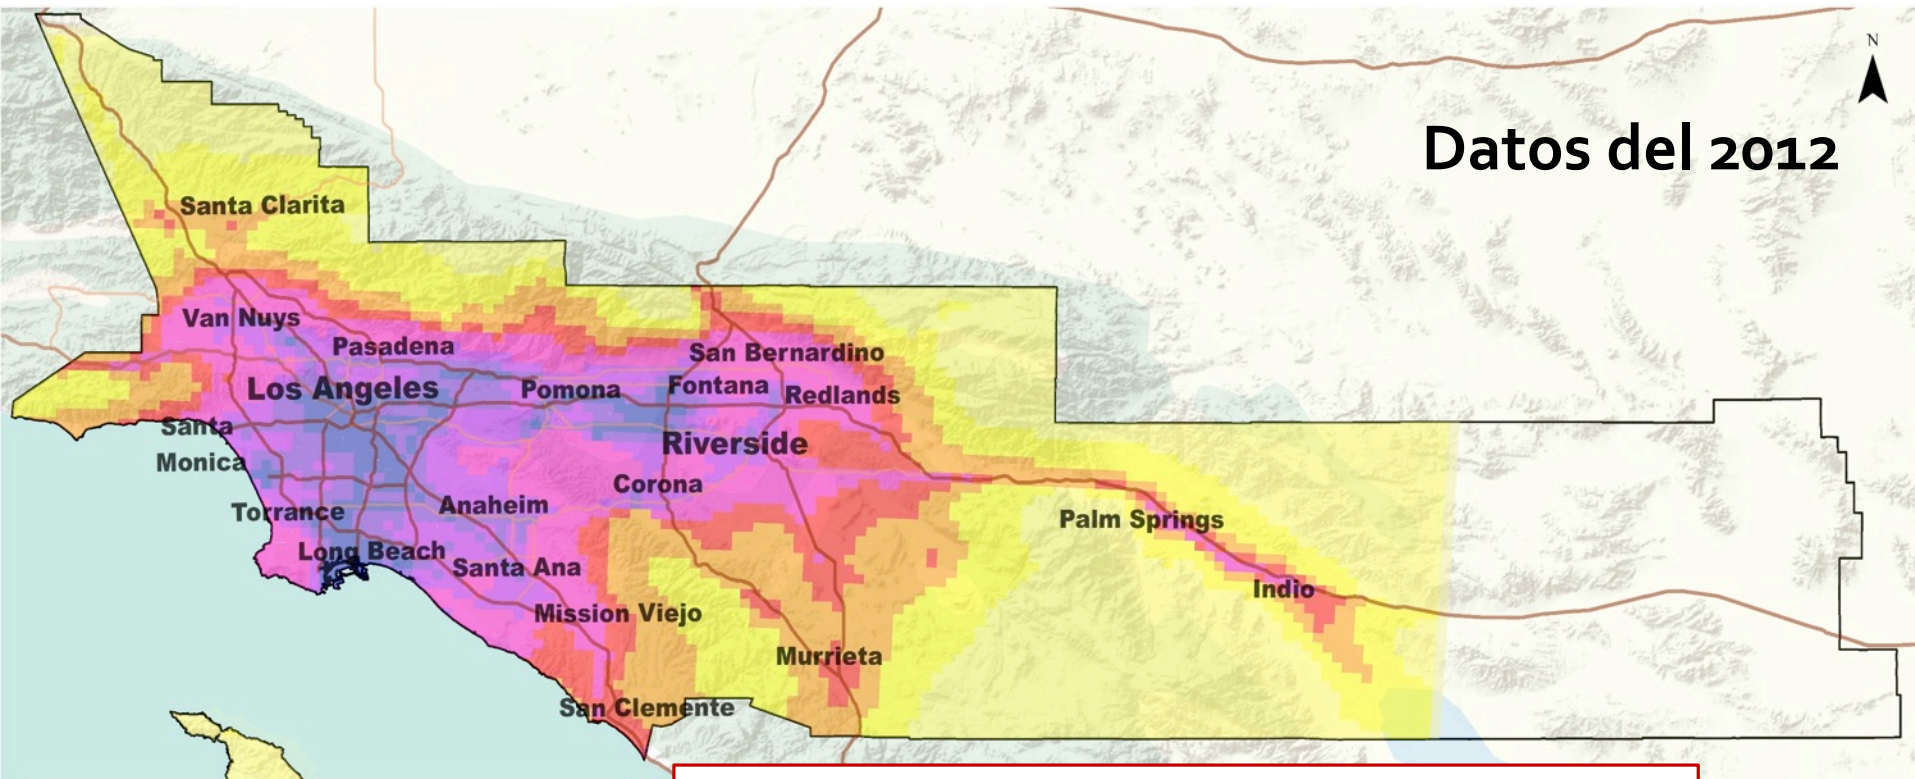 N
Datos del 2012
Santa Clarita
Van Nuys
Pasadena
San Bernardino
Los Angeles
Pomona
Fontana
Redlands
Santa
Monica
Riverside
Corona
Torrance
Anaheim
Palm Springs
Long Beach
Santa Ana
Indio
Mission Viejo
Murrieta
San Clemente